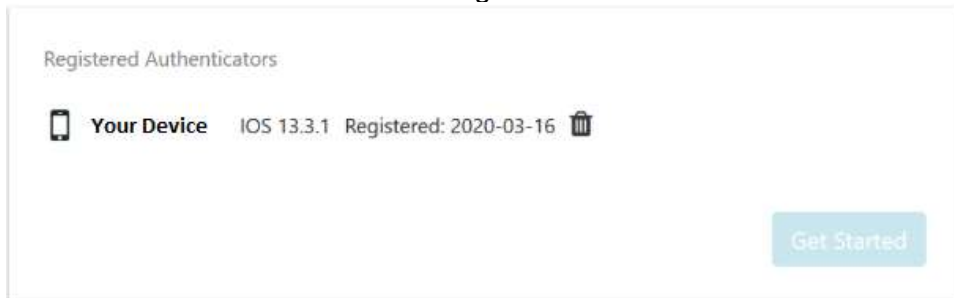 Registered Authenticators
Your Device IOS 13.3.1 Registered: 2020-03-16
Get Started